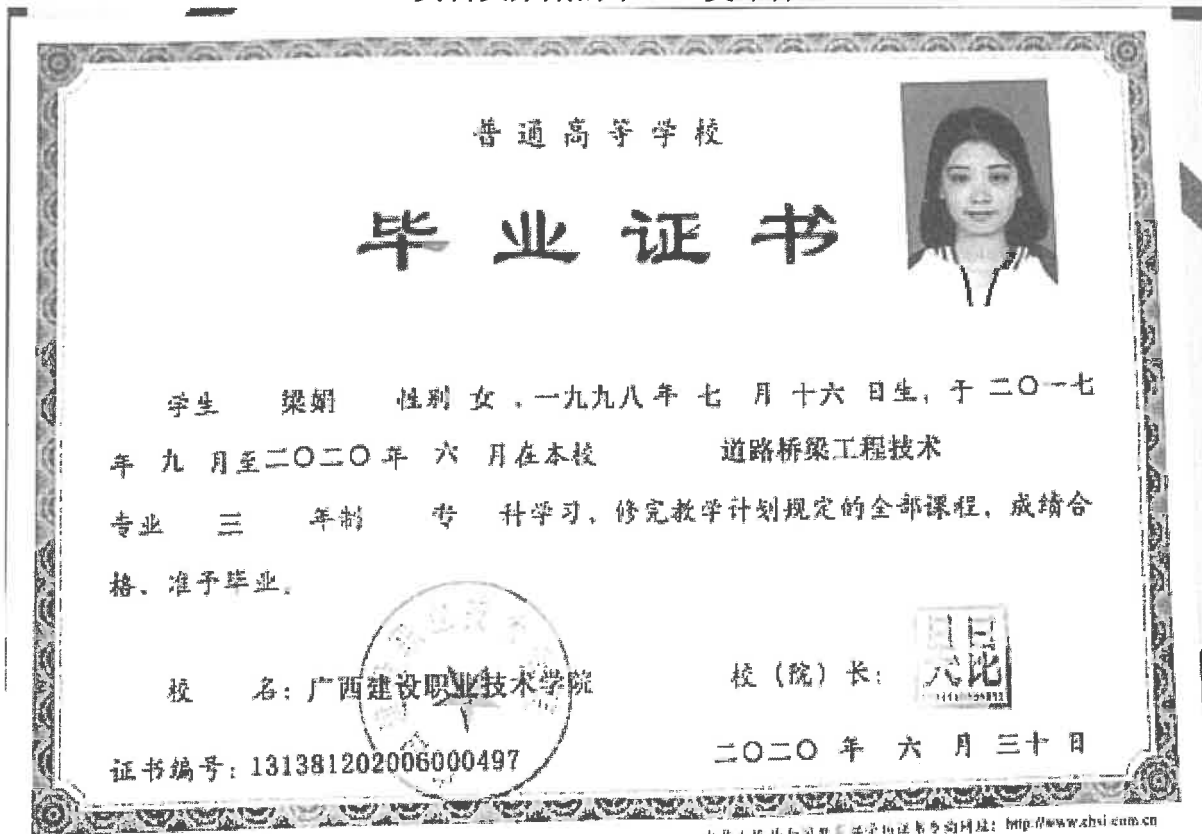 普通高等学校
毕业证书
学生 梁娟 性别 女，一九九八年 七 月 十六 日生，于 二〇一七
年 九 月至二〇二〇年 六 月在本校 道路桥梁工程技术
专业 三 年制 专 科学习，修完教学计划规定的全部课程，成绩合
格，准予毕业。
校 名：广西建设职业技术学院
校（院）长：
证书编号：131381202006000497
二〇二〇 年 六 月 三十 日
http://www.chsi.com.cn